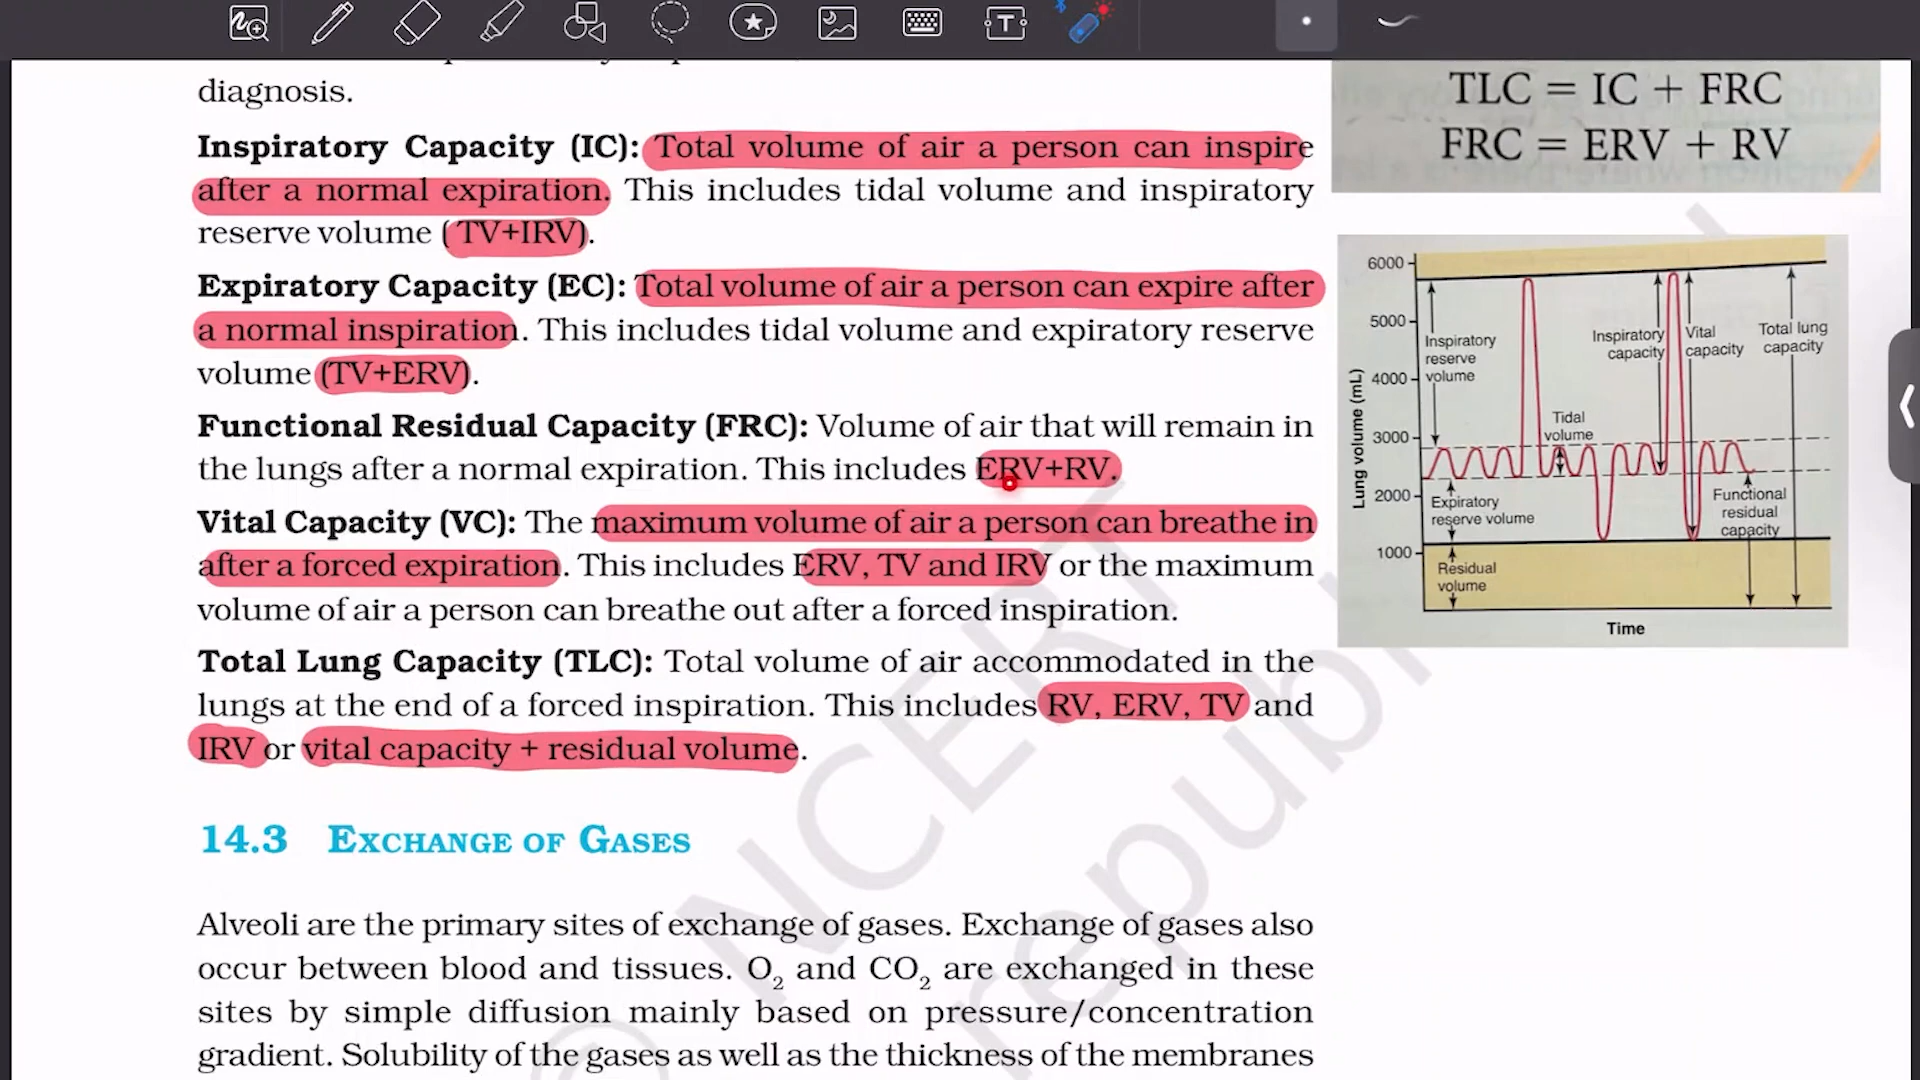 diagnosis.
Inspiratory Capacity (IC): Total volume of air a person can inspire
after a normal expiration. This includes tidal volume and inspiratory
reserve volume ( TV+IRV).
Expiratory Capacity (EC): Total volume of air a person can expire after
a normal inspiration. This includes tidal volume and expiratory reserve
volume (TV+ERV).
Functional Residual Capacity (FRC): Volume of air that will remain in
the lungs after a normal expiration. This includes ERV+RV.
Vital Capacity (VC): The maximum volume of air a person can breathe in
after a forced expiration. This includes ERV, TV and IRV or the maximum
volume of air a person can breathe out after a forced inspiration.
Total Lung Capacity (TLC): Total volume of air accommodated in the
lungs at the end of a forced inspiration. This includes RV, ERV, TV and
IRV or vital capacity + residual volume.
14.3 EXCHANGE OF GASES
Alveoli are the primary sites of exchange of gases. Exchange of gases also
occur between blood and tissues. O₂ and CO₂ are exchanged in these
sites by simple diffusion mainly based on pressure/concentration
gradient. Solubility of the gases as well as the thickness of the membranes
TLC = IC + FRC
FRC = ERV + RV
6000
5000
4000
3000
2000
1000
Lung volume (mL)
Inspiratory
reserve
volume
Tidal
volume
Inspiratory
capacity
Vital
capacity
Total lung
capacity
Expiratory
reserve volume
Functional
residual
capacity
Residual
volume
Time
© NCERT
republ